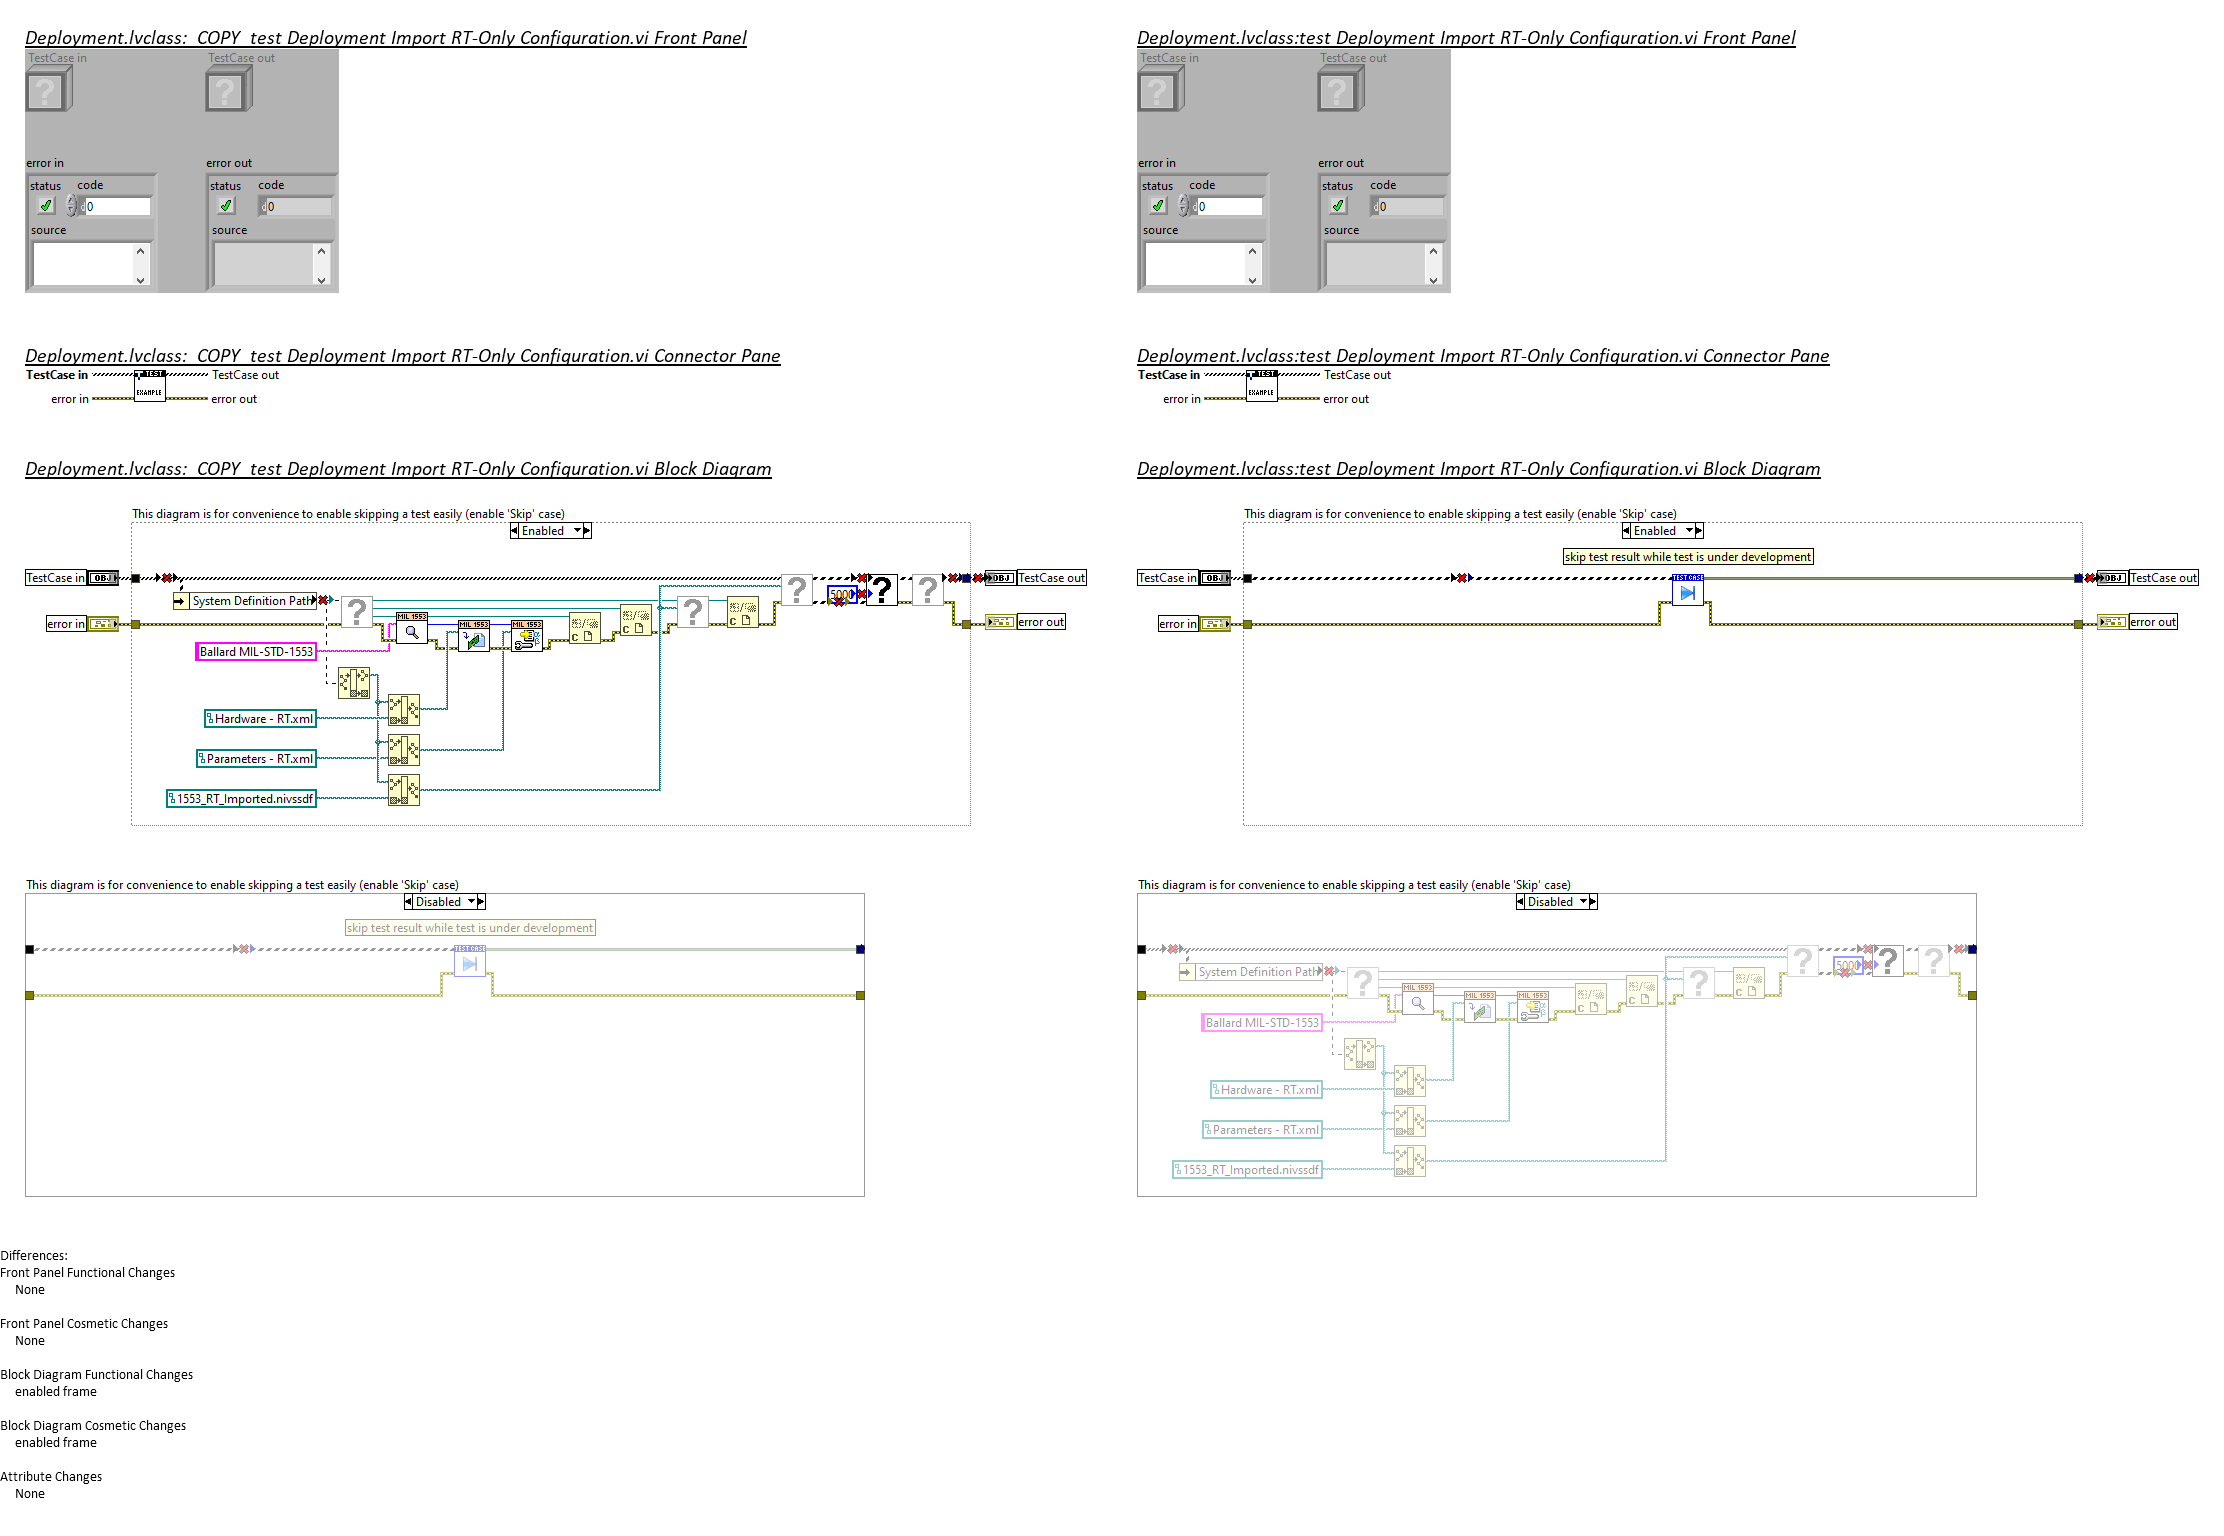 Deployment.lvclass:  COPY  test Deployment Import RT-Only Configuration.vi Front Panel
TestCase in
TestCase out
error in
error out
status
code
status
code
0
0
source
source
Deployment.lvclass:test Deployment Import RT-Only Configuration.vi Front Panel
TestCase in
TestCase out
error in
error out
status
code
status
code
0
0
source
source
Deployment.lvclass:  COPY  test Deployment Import RT-Only Configuration.vi Connector Pane
TestCase in
TEST
TestCase out
EXAMPLE
error in
error out
Deployment.lvclass:test Deployment Import RT-Only Configuration.vi Connector Pane
TestCase in
TEST
TestCase out
EXAMPLE
error in
error out
Deployment.lvclass:  COPY  test Deployment Import RT-Only Configuration.vi Block Diagram
This diagram is for convenience to enable skipping a test easily (enable 'Skip' case)
Enabled
TestCase in
OBJ
OBJ
TestCase out
System Definition Path
5000
error in
error out
MIL 1553
MIL 1553
MIL 1553
C
C
C
Ballard MIL-STD-1553
Hardware - RT.xml
Parameters - RT.xml
1553_RT_Imported.nivssdf
Deployment.lvclass:test Deployment Import RT-Only Configuration.vi Block Diagram
This diagram is for convenience to enable skipping a test easily (enable 'Skip' case)
Enabled
skip test result while test is under development
TestCase in
OBJ
TEST CASE
OBJ
TestCase out
error in
error out
This diagram is for convenience to enable skipping a test easily (enable 'Skip' case)
Disabled
skip test result while test is under development
TEST CASE
This diagram is for convenience to enable skipping a test easily (enable 'Skip' case)
Disabled
System Definition Path
5000
MIL 1553
MIL 1553
MIL 1553
C
C
C
Ballard MIL-STD-1553
Hardware - RT.xml
Parameters - RT.xml
1553_RT_Imported.nivssdf
Differences:
Front Panel Functional Changes
None
Front Panel Cosmetic Changes
None
Block Diagram Functional Changes
enabled frame
Block Diagram Cosmetic Changes
enabled frame
Attribute Changes
None